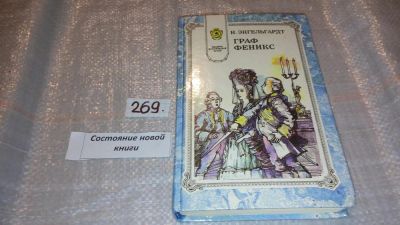 Н. ЭНГЕЛЬГАРДТ
ГРАФ
ФЕНИКС
269.
Состояние новой
книги